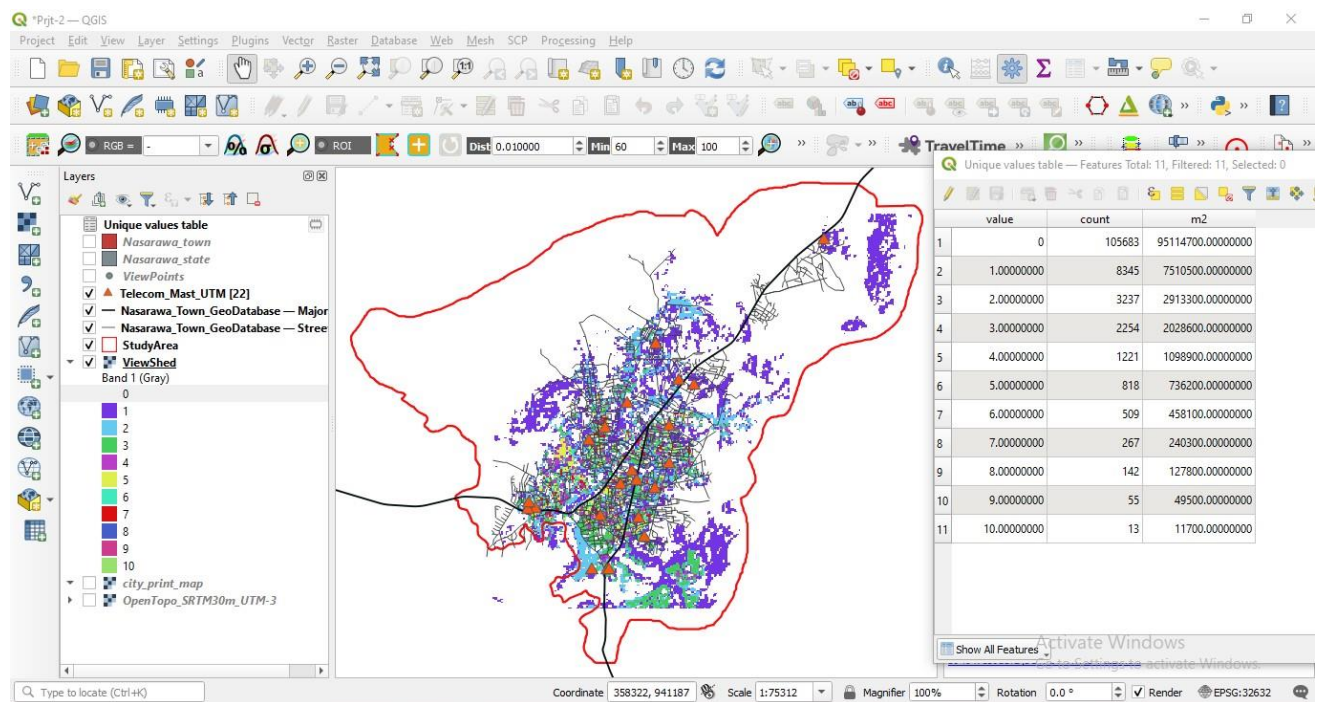 *Prjt-2 — QGIS
Project Edit View Layer Settings Plugins Vector Raster Database Web Mesh SCP Processing Help
RGB = - ROI Dist 0.010000 Min 60 Max 100 » » TravelTime » » » »
Layers
Unique values table
Nasarawa_town
Nasarawa_state
ViewPoints
Telecom_Mast_UTM [22]
Nasarawa_Town_GeoDatabase — Major
Nasarawa_Town_GeoDatabase — Stree
StudyArea
ViewShed
Band 1 (Gray)
0
1
2
3
4
5
6
7
8
9
10
city_print_map
OpenTopo_SRTM30m_UTM-3
Unique values table — Features Total: 11, Filtered: 11, Selected: 0
value count m2
1 0 105683 95114700.00000000
2 1.00000000 8345 7510500.00000000
3 2.00000000 3237 2913300.00000000
4 3.00000000 2254 2028600.00000000
5 4.00000000 1221 1098900.00000000
6 5.00000000 818 736200.00000000
7 6.00000000 509 458100.00000000
8 7.00000000 267 240300.00000000
9 8.00000000 142 127800.00000000
10 9.00000000 55 49500.00000000
11 10.00000000 13 11700.00000000
Show All Features
Activate Windows
Go to Settings to activate Windows.
Type to locate (Ctrl+K) Coordinate 358322, 941187 Scale 1:75312 Magnifier 100% Rotation 0.0 ° Render EPSG:32632